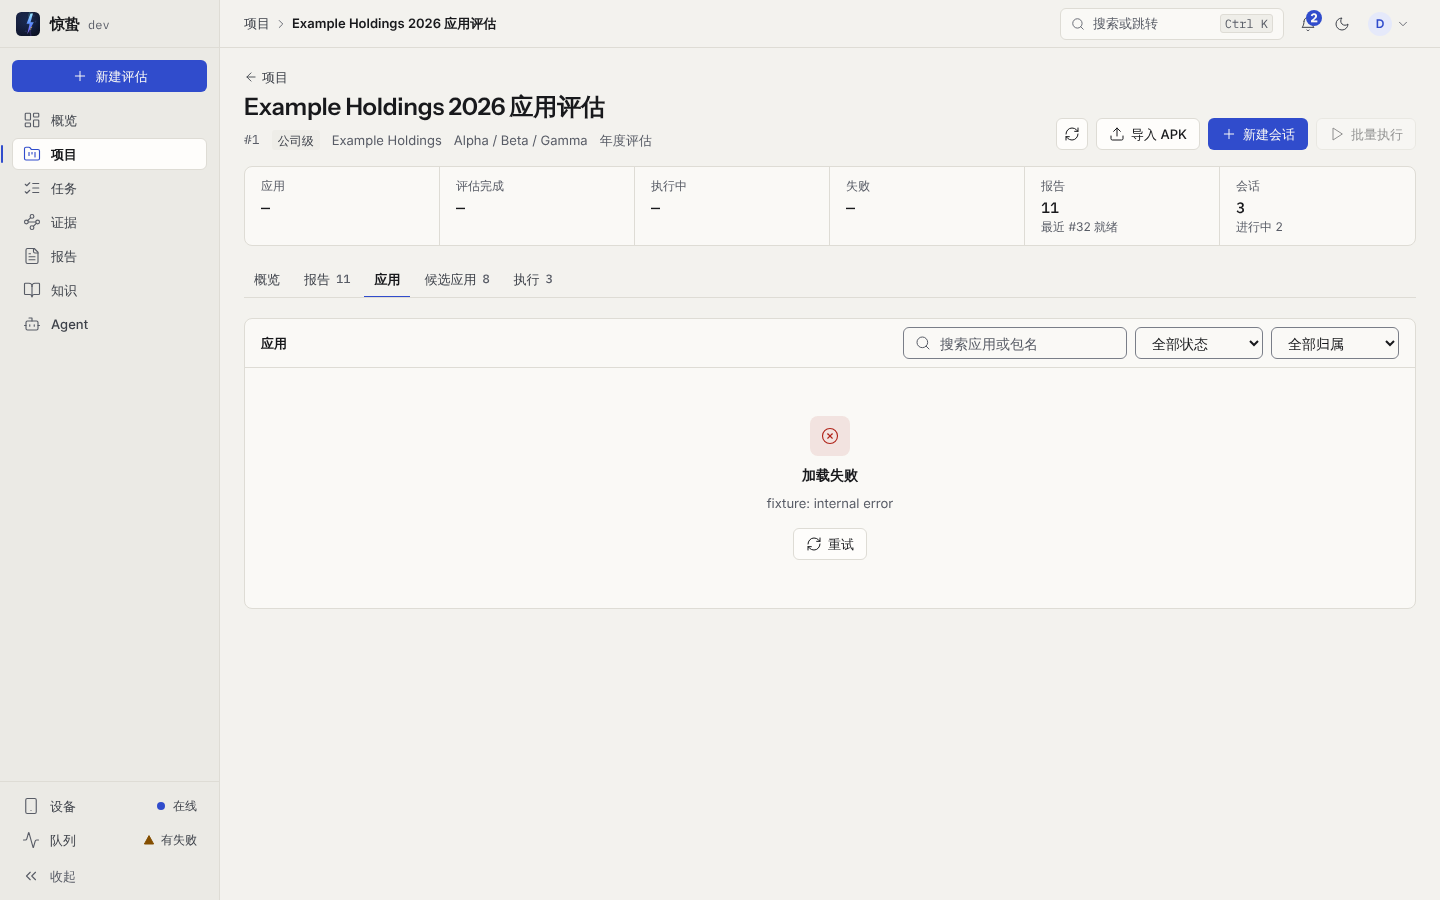 惊蛰 dev
项目 > Example Holdings 2026 应用评估
搜索或跳转 Ctrl K
2
D
新建评估
概览
项目
任务
证据
报告
知识
Agent
设备 在线
队列 有失败
收起
← 项目
Example Holdings 2026 应用评估
#1 公司级 Example Holdings Alpha / Beta / Gamma 年度评估
导入 APK
新建会话
批量执行
应用
–
评估完成
–
执行中
–
失败
–
报告
11
最近 #32 就绪
会话
3
进行中 2
概览 报告 11 应用 候选应用 8 执行 3
应用
搜索应用或包名
全部状态
全部归属
加载失败
fixture: internal error
重试